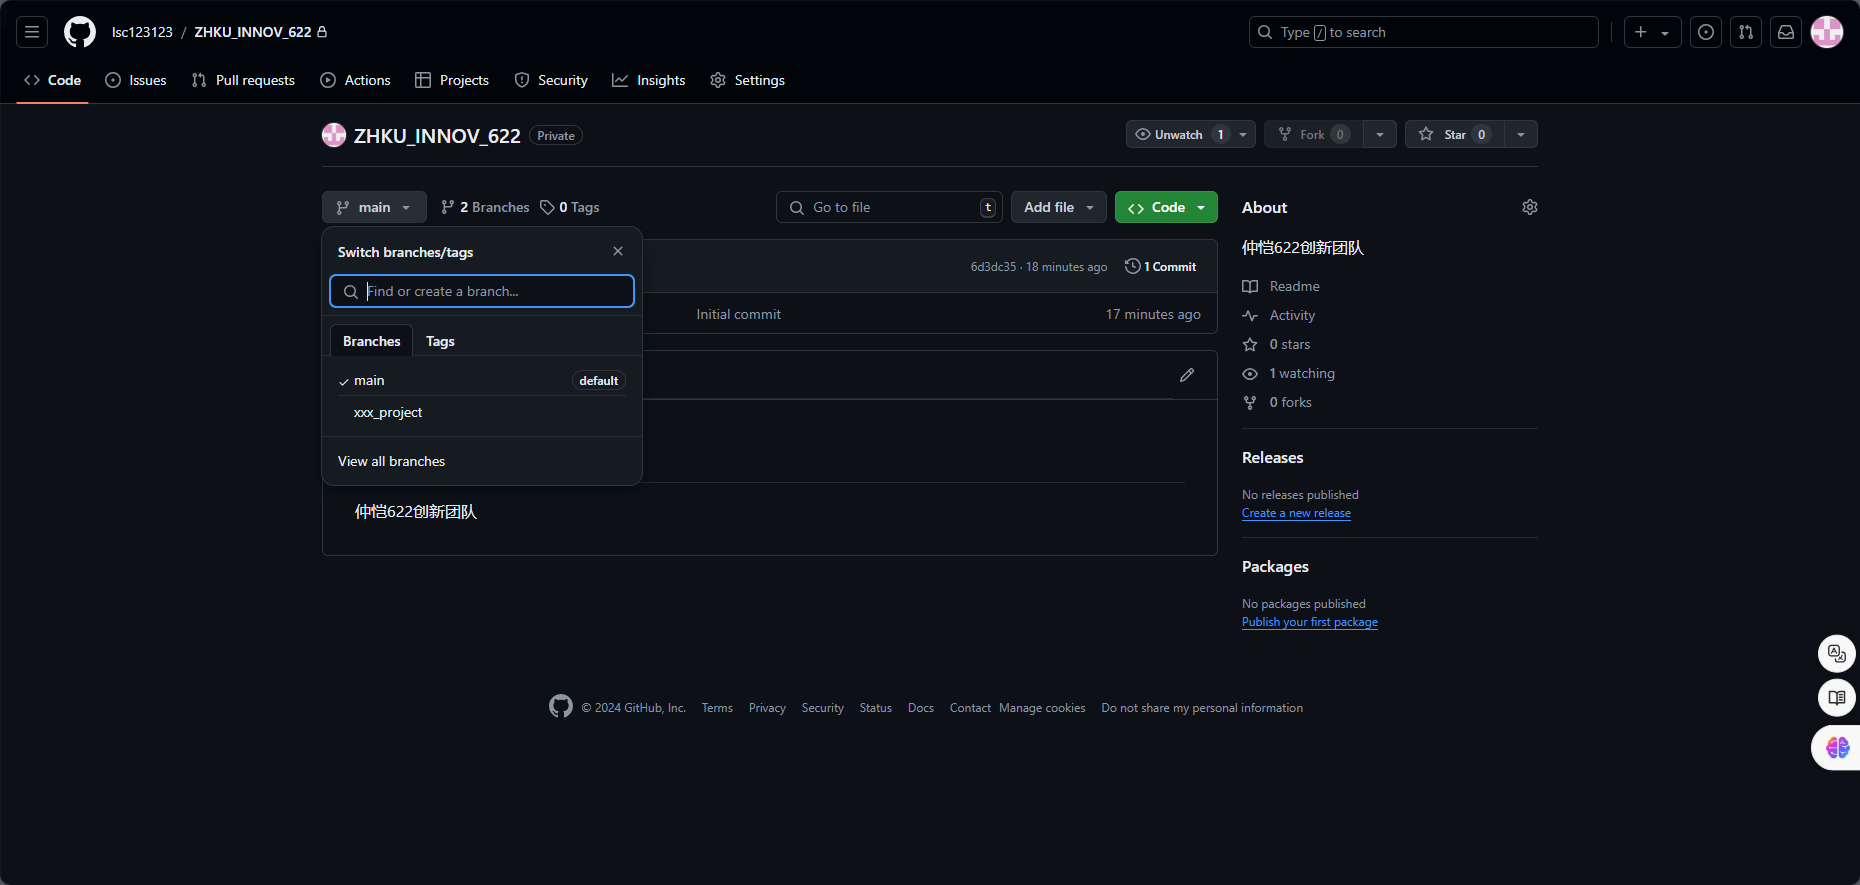 lsc123123 / ZHKU_INNOV_622
Type / to search
Code Issues Pull requests Actions Projects Security Insights Settings
ZHKU_INNOV_622 Private
Unwatch 1 Fork 0 Star 0
main 2 Branches 0 Tags
Go to file t Add file Code
Switch branches/tags
Find or create a branch...
Branches Tags
main default
xxx_project
View all branches
6d3dc35 · 18 minutes ago 1 Commit
Initial commit 17 minutes ago
仲恺622创新团队
About
仲恺622创新团队
Readme
Activity
0 stars
1 watching
0 forks
Releases
No releases published
Create a new release
Packages
No packages published
Publish your first package
© 2024 GitHub, Inc. Terms Privacy Security Status Docs Contact Manage cookies Do not share my personal information